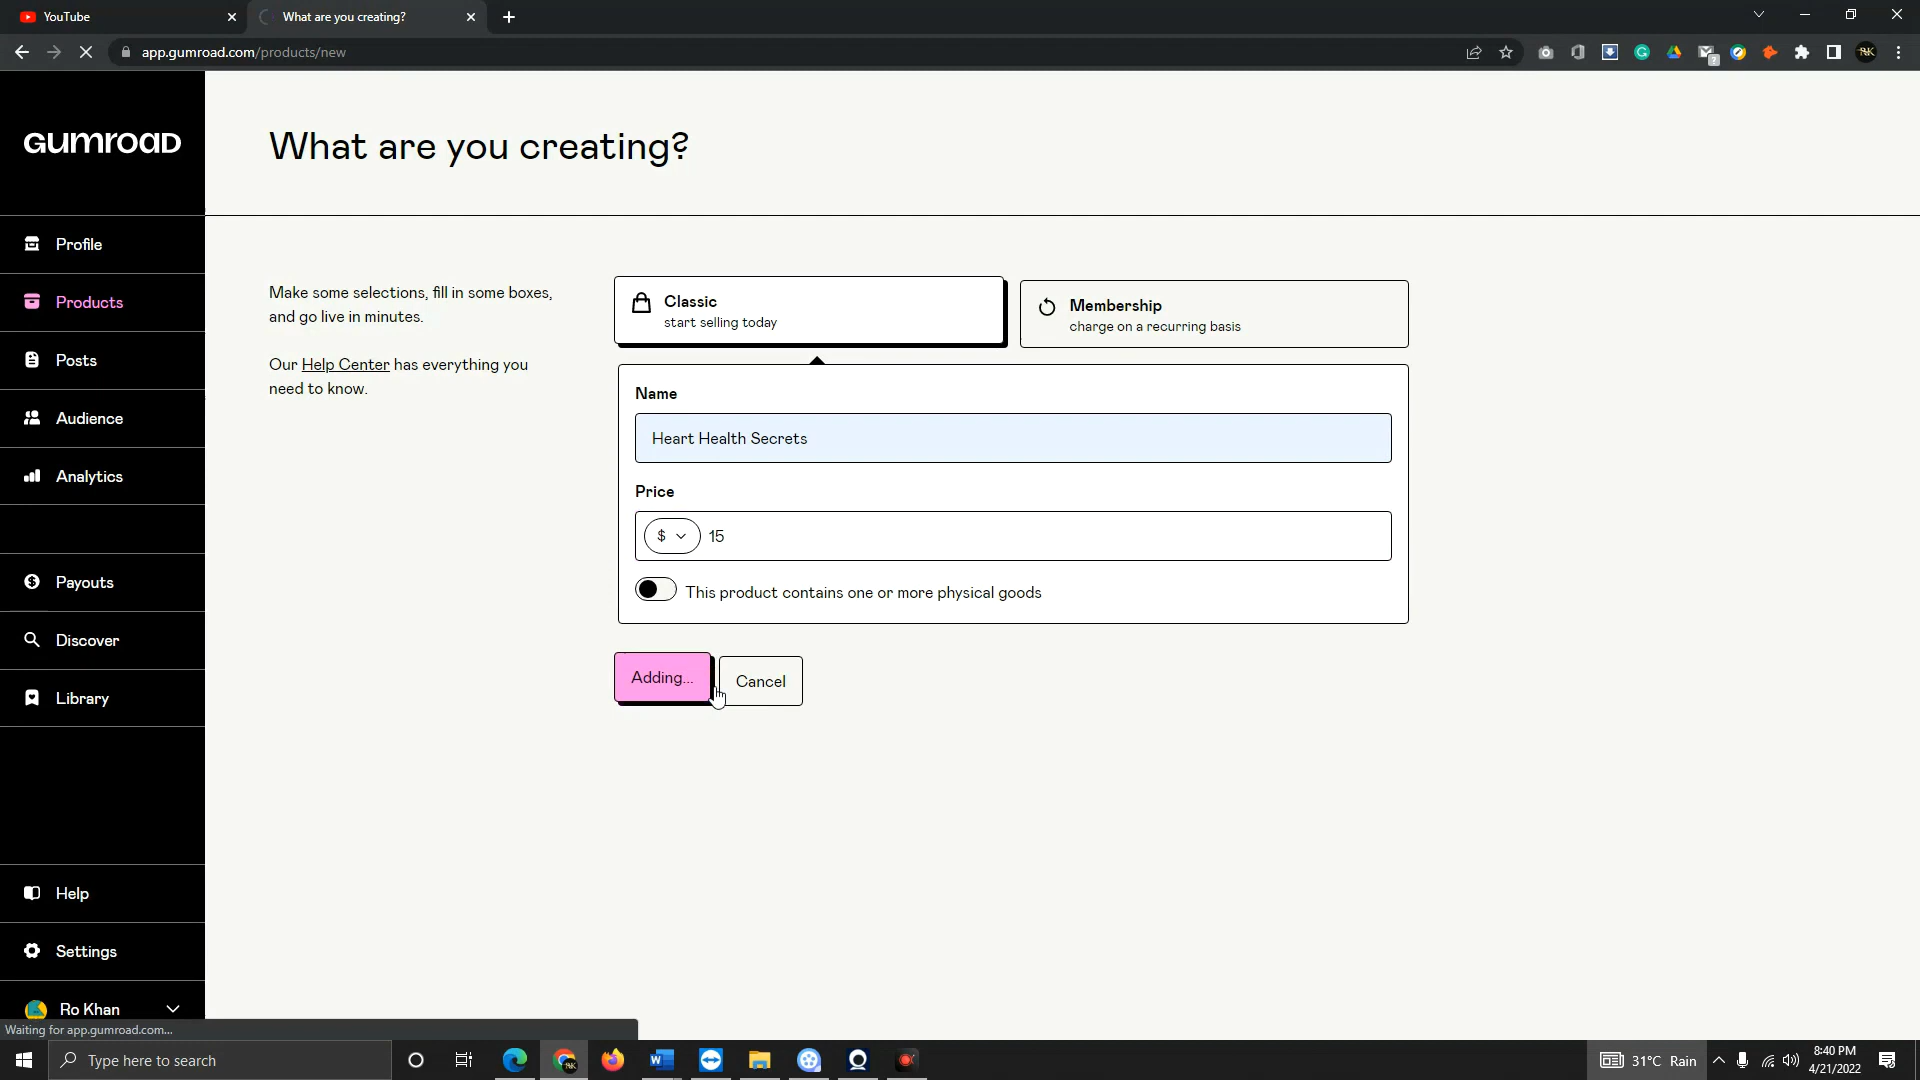 YouTube
What are you creating?
app.gumroad.com/products/new
GUMROAD
What are you creating?
Profile
Products
Posts
Audience
Analytics
Payouts
Discover
Library
Help
Settings
Ro Khan
Make some selections, fill in some boxes,
and go live in minutes.
Our Help Center has everything you
need to know.
Classic
start selling today
Membership
charge on a recurring basis
Name
Heart Health Secrets
Price
$ 15
This product contains one or more physical goods
Adding...
Cancel
Waiting for app.gumroad.com...
Type here to search
31°C Rain
8:40 PM
4/21/2022